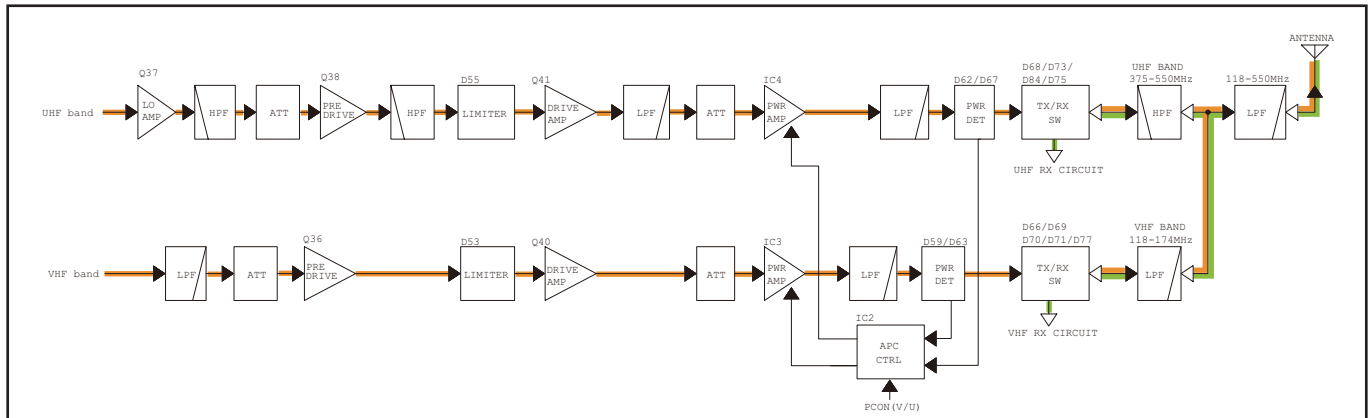 ANTENNA
Q37
Q38
D55
Q41
IC4
D62/D67
D68/D73/
D84/D75
UHF BAND
375-550MHz
118-550MHz
UHF band
LO
AMP
HPF
ATT
PRE
DRIVE
HPF
LIMITER
DRIVE
AMP
LPF
ATT
PWR
AMP
LPF
PWR
DET
TX/RX
SW
HPF
LPF
UHF RX CIRCUIT
Q36
D53
Q40
IC3
D59/D63
D66/D69
D70/D71/D77
VHF BAND
118-174MHz
VHF band
LPF
ATT
PRE
DRIVE
LIMITER
DRIVE
AMP
ATT
PWR
AMP
LPF
PWR
DET
TX/RX
SW
LPF
VHF RX CIRCUIT
IC2
APC
CTRL
PCON(V/U)